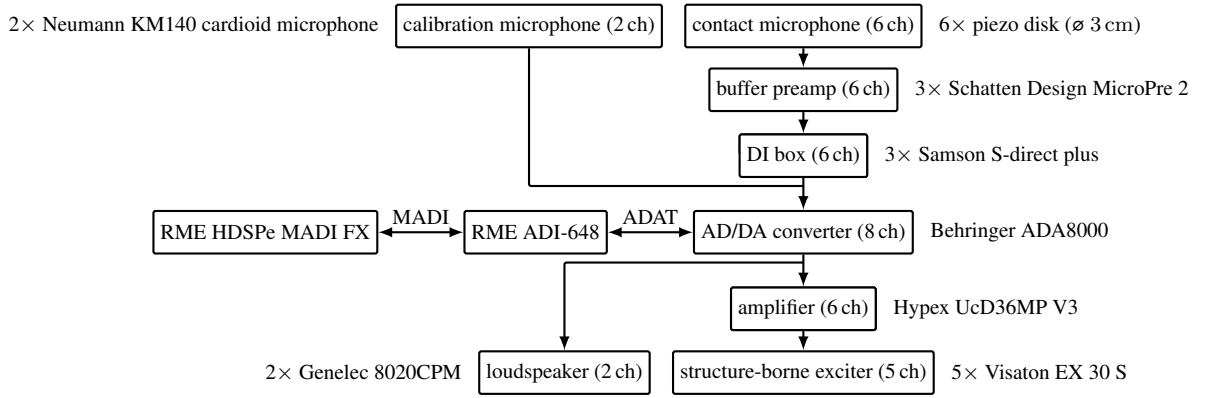 2× Neumann KM140 cardioid microphone calibration microphone (2 ch) contact microphone (6 ch) 6× piezo disk (⌀ 3 cm)
buffer preamp (6 ch) 3× Schatten Design MicroPre 2
DI box (6 ch) 3× Samson S-direct plus
MADI ADAT
RME HDSPe MADI FX RME ADI-648 AD/DA converter (8 ch) Behringer ADA8000
amplifier (6 ch) Hypex UcD36MP V3
2× Genelec 8020CPM loudspeaker (2 ch) structure-borne exciter (5 ch) 5× Visaton EX 30 S